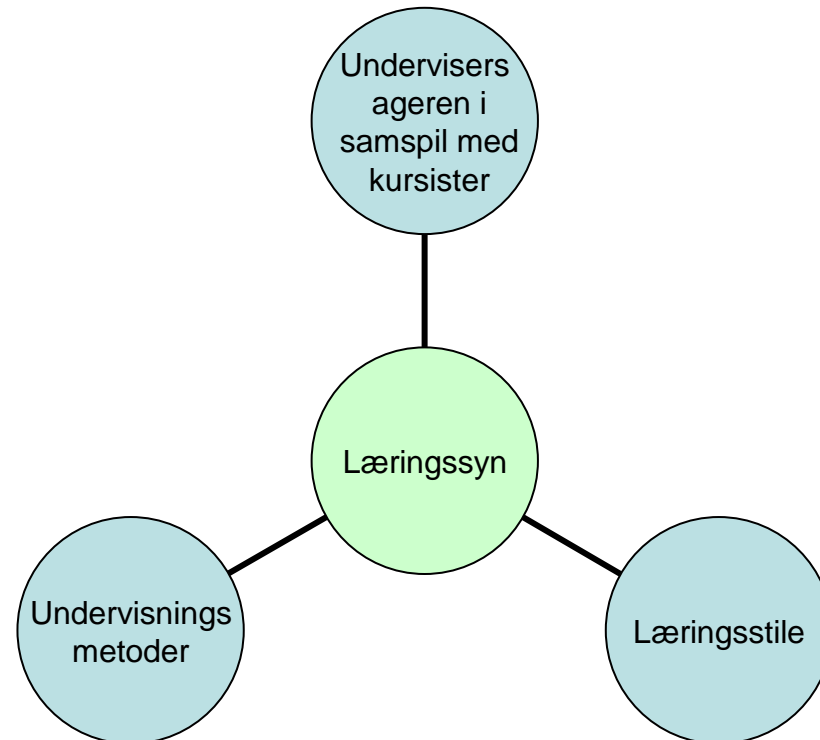 Undervisers
ageren i
samspil med
kursister
Læringssyn
Undervisnings
metoder
Læringsstile